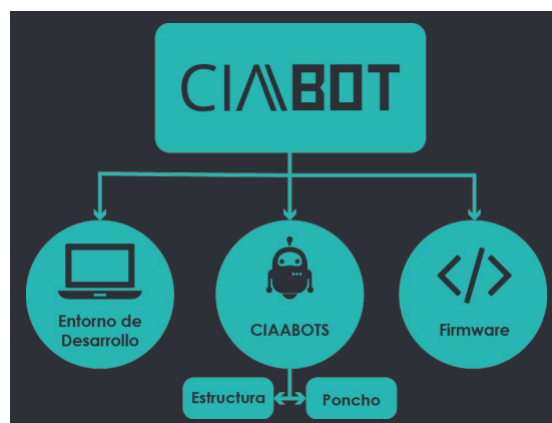 CIAABOT
Entorno de
Desarrollo
CIAABOTS
</>
Firmware
Estructura
Poncho